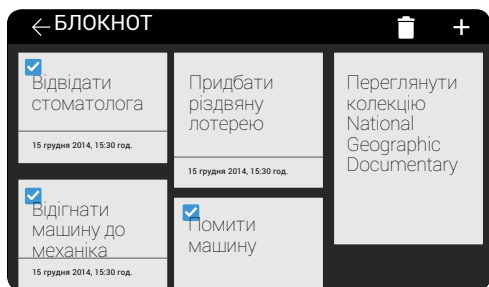 БЛОКНОТ
Відвідати
стоматолога
15 грудня 2014, 15:30 год.
Відігнати
машину до
механіка
15 грудня 2014, 15:30 год.
Придбати
різдвяну
лотерею
15 грудня 2014, 15:30 год.
Помити
машину
Переглянути
колекцію
National
Geographic
Documentary